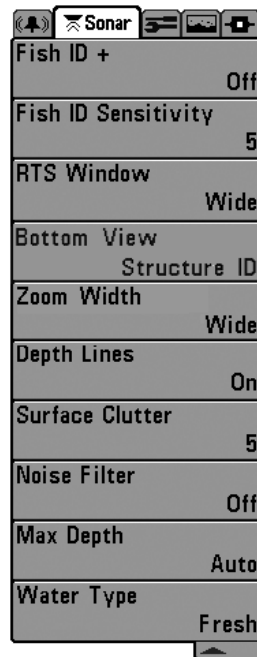 Sonar
Fish ID +
Off
Fish ID Sensitivity
5
RTS Window
Wide
Bottom View
Structure ID
Zoom Width
Wide
Depth Lines
On
Surface Clutter
5
Noise Filter
Off
Max Depth
Auto
Water Type
Fresh